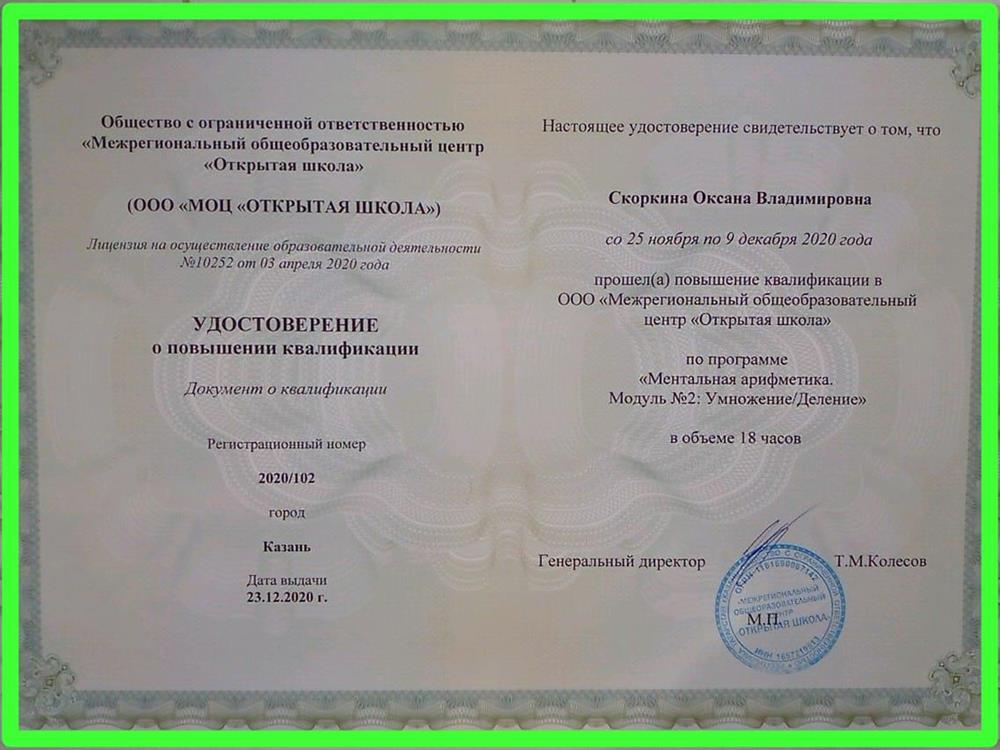 Общество с ограниченной ответственностью
«Межрегиональный общеобразовательный центр
«Открытая школа»
(ООО «МОЦ «ОТКРЫТАЯ ШКОЛА»)
Лицензия на осуществление образовательной деятельности
№10252 от 03 апреля 2020 года
УДОСТОВЕРЕНИЕ
о повышении квалификации
Документ о квалификации
Регистрационный номер
2020/102
город
Казань
Дата выдачи
23.12.2020 г.
Настоящее удостоверение свидетельствует о том, что
Скоркина Оксана Владимировна
со 25 ноября по 9 декабря 2020 года
прошел(а) повышение квалификации в
ООО «Межрегиональный общеобразовательный
центр «Открытая школа»
по программе
«Ментальная арифметика.
Модуль №2: Умножение/Деление»
в объеме 18 часов
Генеральный директор
Т.М.Колесов
М.П.
«МЕЖРЕГИОНАЛЬНЫЙ
ОБЩЕОБРАЗОВАТЕЛЬНЫЙ
ЦЕНТР
ОТКРЫТАЯ ШКОЛА»